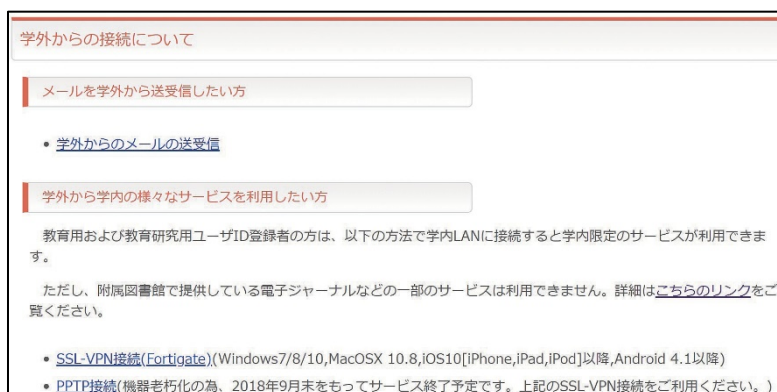 学外からの接続について
メールを学外から送受信したい方
• 学外からのメールの送受信
学外から学内の様々なサービスを利用したい方
教育用および教育研究用ユーザID登録者の方は、以下の方法で学内LANに接続すると学内限定のサービスが利用できま
す。
ただし、附属図書館で提供している電子ジャーナルなどの一部のサービスは利用できません。詳細はこちらのリンクをご
覧ください。
• SSL-VPN接続(Fortigate)(Windows7/8/10,MacOSX 10.8,iOS10[iPhone,iPad,iPod]以降,Android 4.1以降)
• PPTP接続(機器老朽化の為、2018年9月末をもってサービス終了予定です。上記のSSL-VPN接続をご利用ください。)